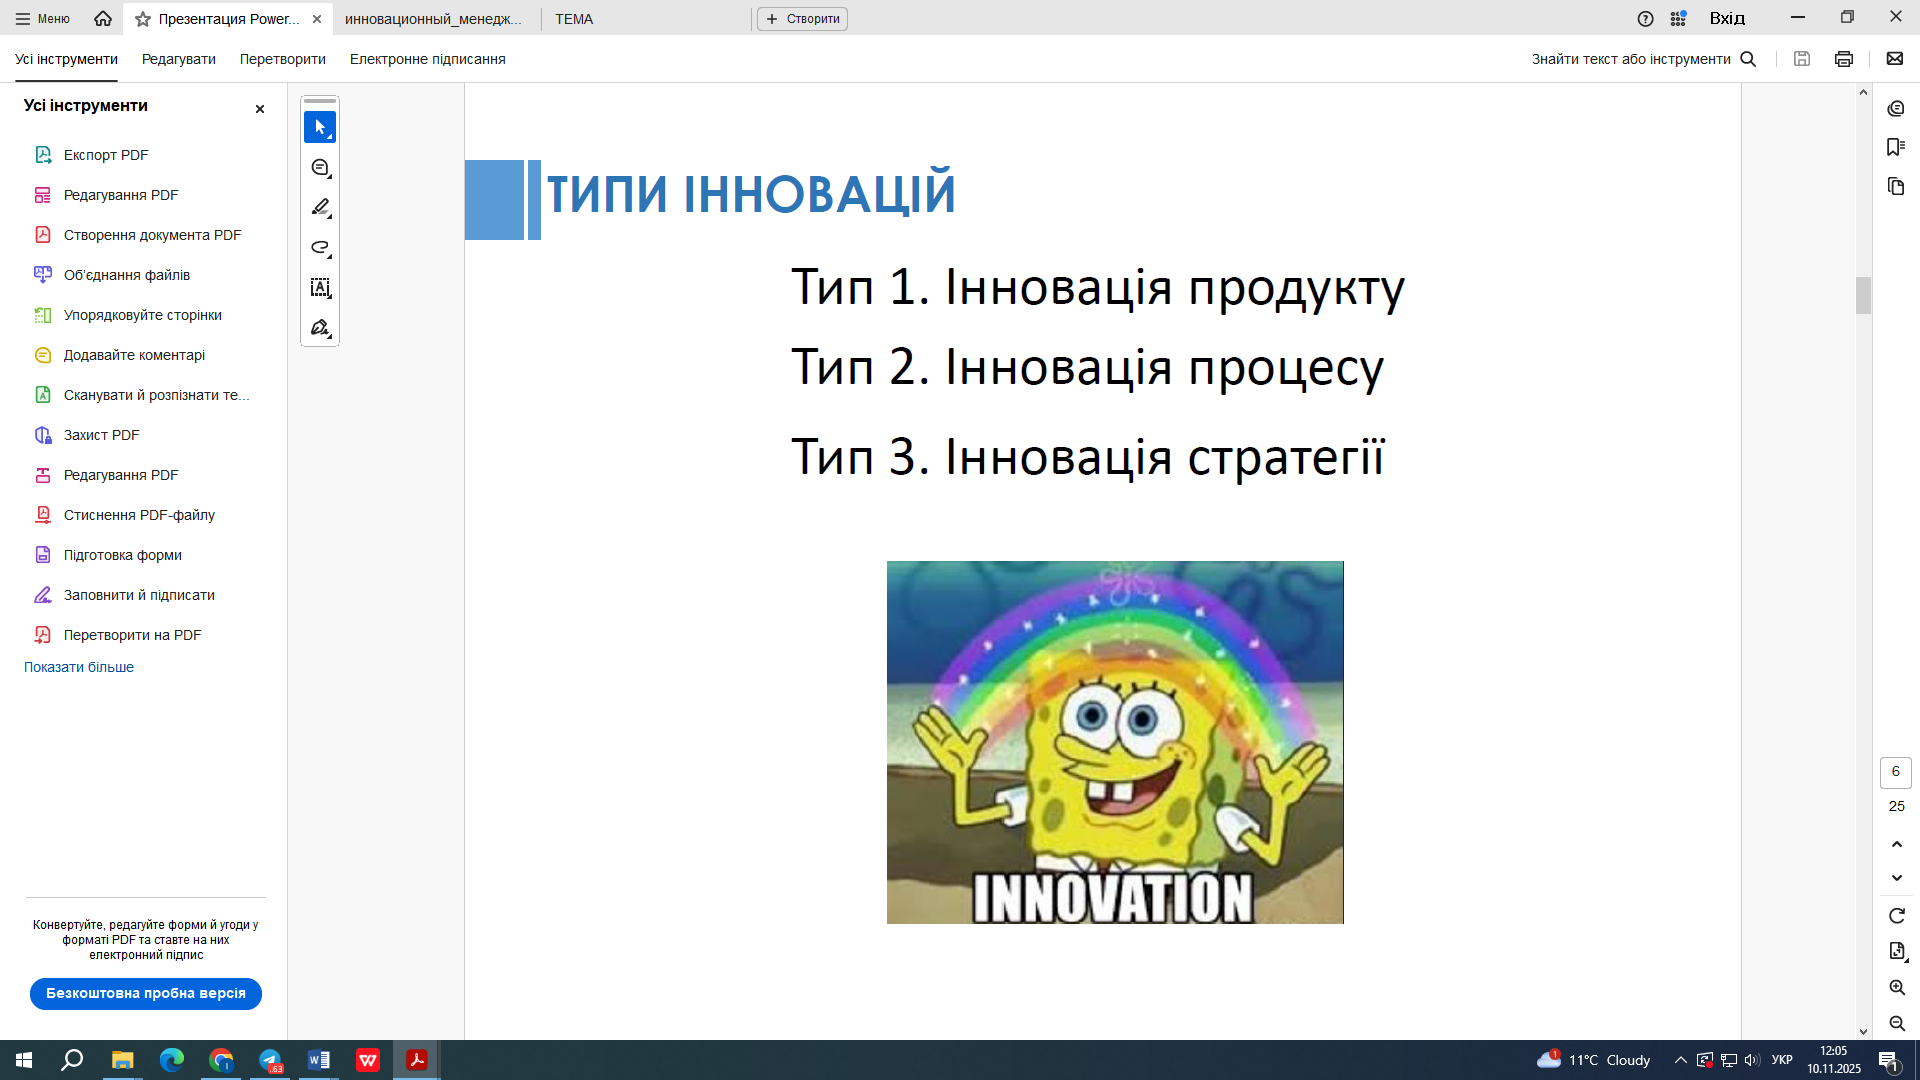 Меню
Презентация Power...
инновационный_менедж...
ТЕМА
Створити
Вхід
Усі інструменти
Редагувати
Перетворити
Електронне підписання
Знайти текст або інструменти
Усі інструменти
Експорт PDF
Редагування PDF
Створення документа PDF
Об'єднання файлів
Упорядковуйте сторінки
Додавайте коментарі
Сканувати й розпізнати те...
Захист PDF
Редагування PDF
Стиснення PDF-файлу
Підготовка форми
Заповнити й підписати
Перетворити на PDF
Показати більше
Конвертуйте, редагуйте форми й угоди у
форматі PDF та ставте на них
електронний підпис
Безкоштовна пробна версія
ТИПИ ІННОВАЦІЙ
Тип 1. Інновація продукту
Тип 2. Інновація процесу
Тип 3. Інновація стратегії
INNOVATION
6
25
.63
1
11°C Cloudy
УКР
12:05
10.11.2025
1